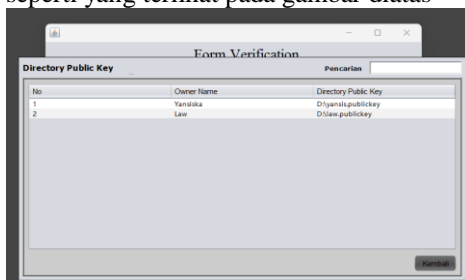 seperti yang terlihat pada gambar diatas
Form Verification
Directory Public Key Pencarian
No Owner Name Directory Public Key
1 Yansiska D:\yansis.publickey
2 Law D:\law.publickey
Kembali